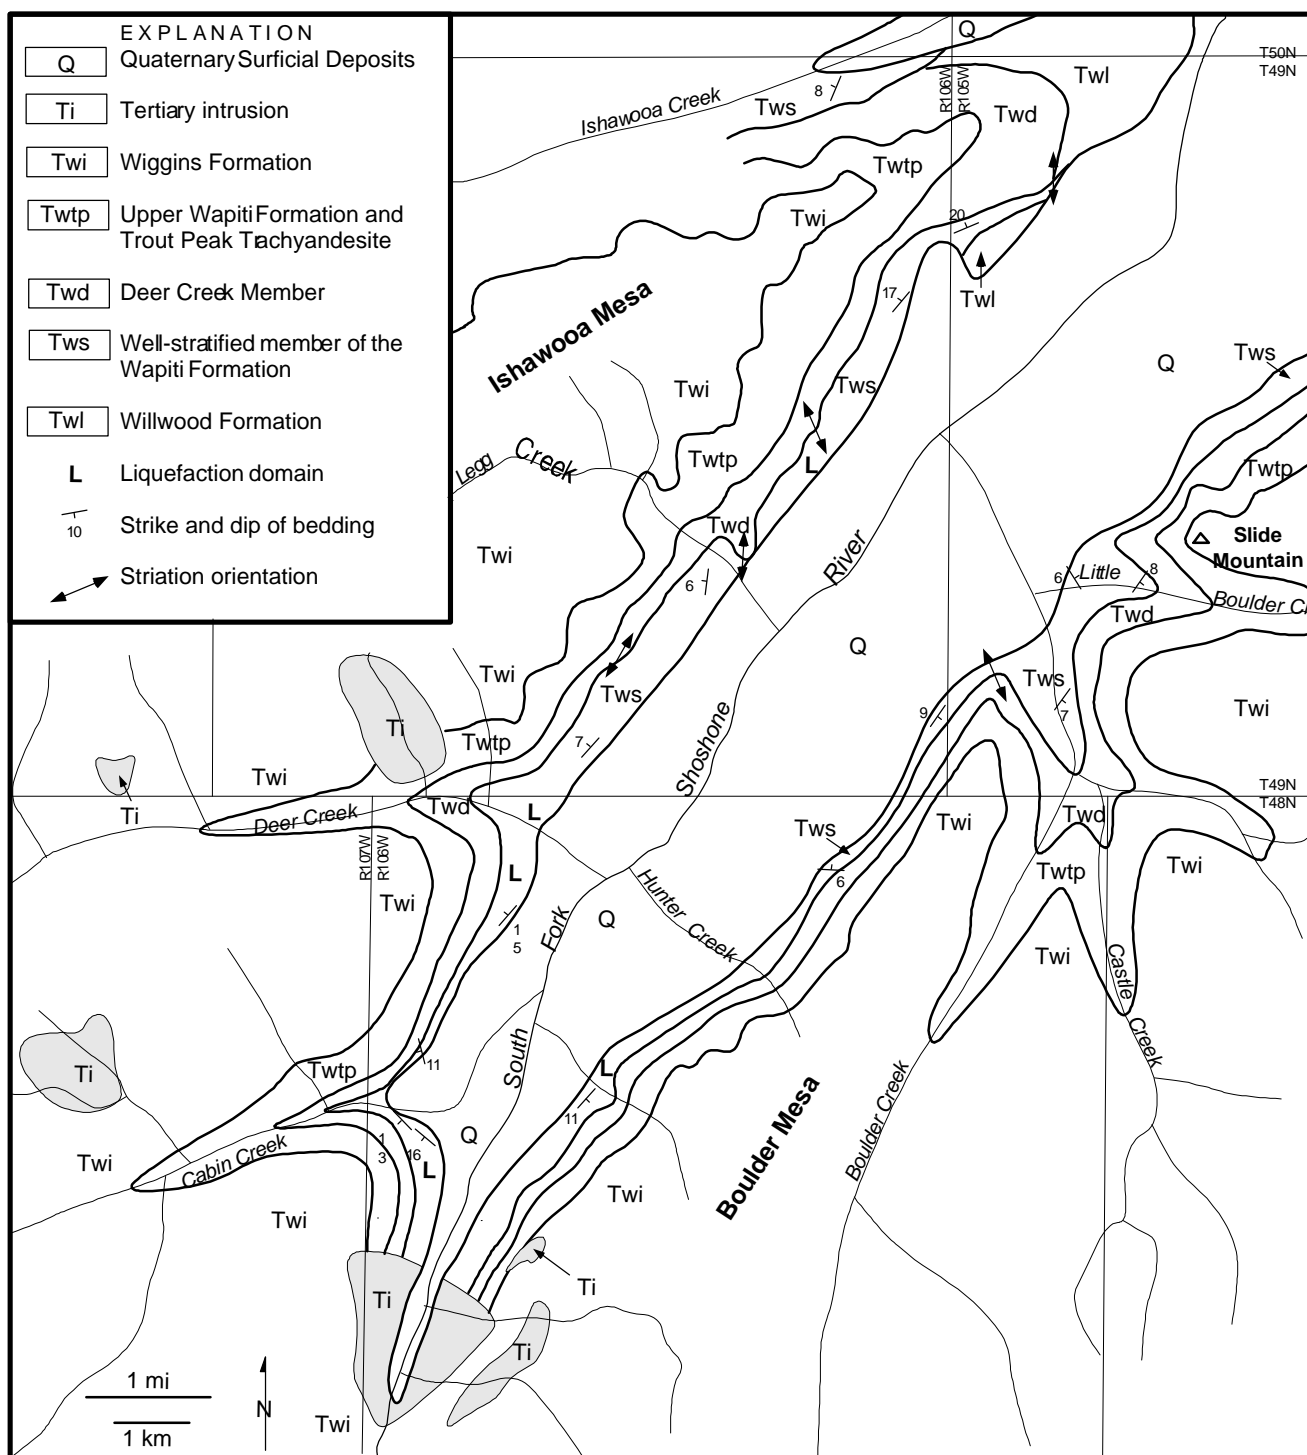 EXPLANATION
Q Quaternary Surficial Deposits
Ti Tertiary intrusion
Twi Wiggins Formation
Twtp Upper Wapiti Formation and
Trout Peak Trachyandesite
Twd Deer Creek Member
Tws Well-stratified member of the
Wapiti Formation
Twl Willwood Formation
L Liquefaction domain
10 Strike and dip of bedding
Striation orientation
Q
T50N
T49N
R106W
R105W
8
Tws
Twl
Twd
Ishawooa Creek
Twtp
Twi
20
Twl
17
Ishawooa Mesa
Q
Tws
Twi
Tws
Twtp
Twtp
L
Legg Creek
Twd
Slide
Mountain
River
Twi
6
6
Little
8
Boulder C
Twd
Q
Twi
Tws
Tws
Shoshone
Ti
Twtp
7
9
7
Twi
Twi
Ti
T49N
T48N
Deer Creek
Twd
L
Tws
Twi
Twd
R107W
R106W
6
Twtp
Twi
L
Twi
Hunter Creek
Q
Fork
1
5
Twi
Castle
Creek
South
Ti
Twtp
11
L
11
Boulder Mesa
Boulder Creek
Q
1
3
16
L
Twi
Cabin Creek
Twi
Twi
Ti
Ti
Ti
1 mi
1 km
N
Twi